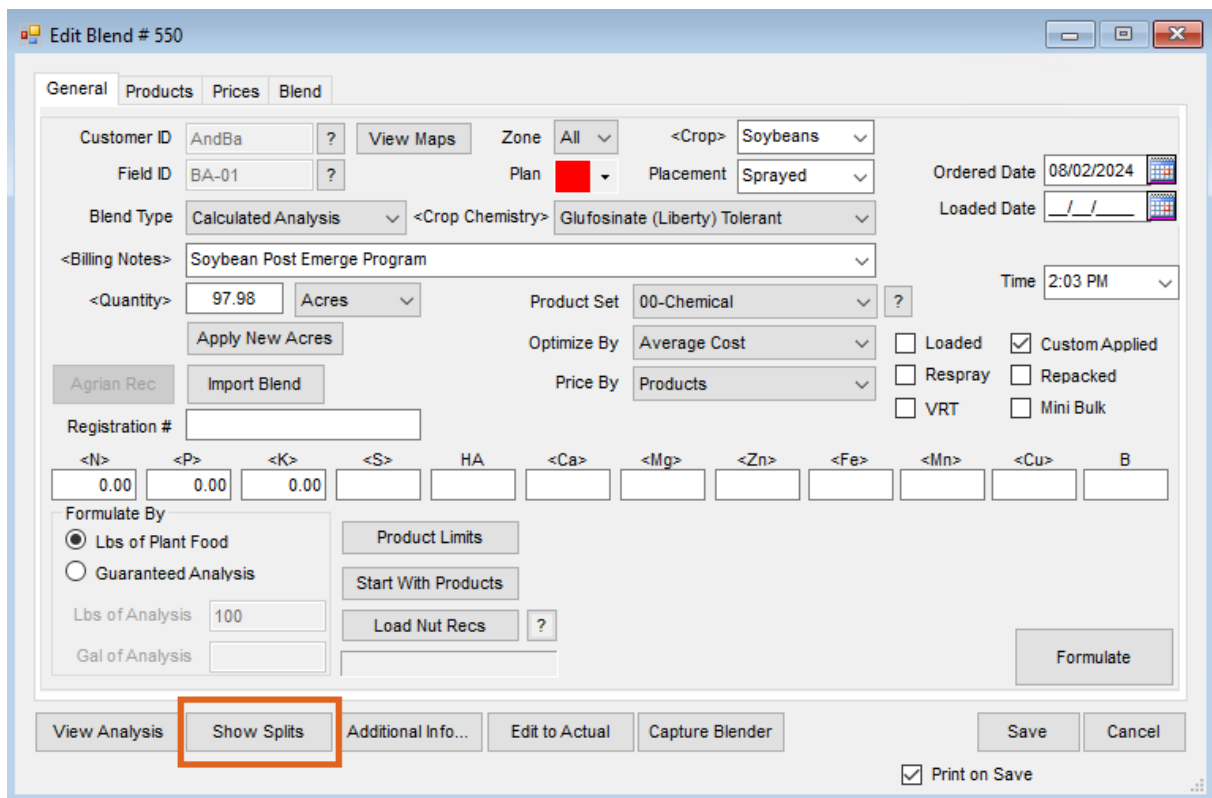 Edit Blend # 550
General Products Prices Blend
Customer ID AndBa ? View Maps Zone All <Crop> Soybeans
Field ID BA-01 ? Plan Placement Sprayed Ordered Date 08/02/2024
Blend Type Calculated Analysis <Crop Chemistry> Glufosinate (Liberty) Tolerant Loaded Date __/__/____
<Billing Notes> Soybean Post Emerge Program
Time 2:03 PM
<Quantity> 97.98 Acres Product Set 00-Chemical ?
Apply New Acres Optimize By Average Cost Loaded Custom Applied
Agrian Rec Import Blend Price By Products Respray Repacked
VRT Mini Bulk
Registration #
<N> <P> <K> <S> HA <Ca> <Mg> <Zn> <Fe> <Mn> <Cu> B
0.00 0.00 0.00
Formulate By
Lbs of Plant Food Product Limits
Guaranteed Analysis Start With Products
Lbs of Analysis 100 Load Nut Recs ?
Gal of Analysis Formulate
View Analysis Show Splits Additional Info... Edit to Actual Capture Blender Save Cancel
Print on Save